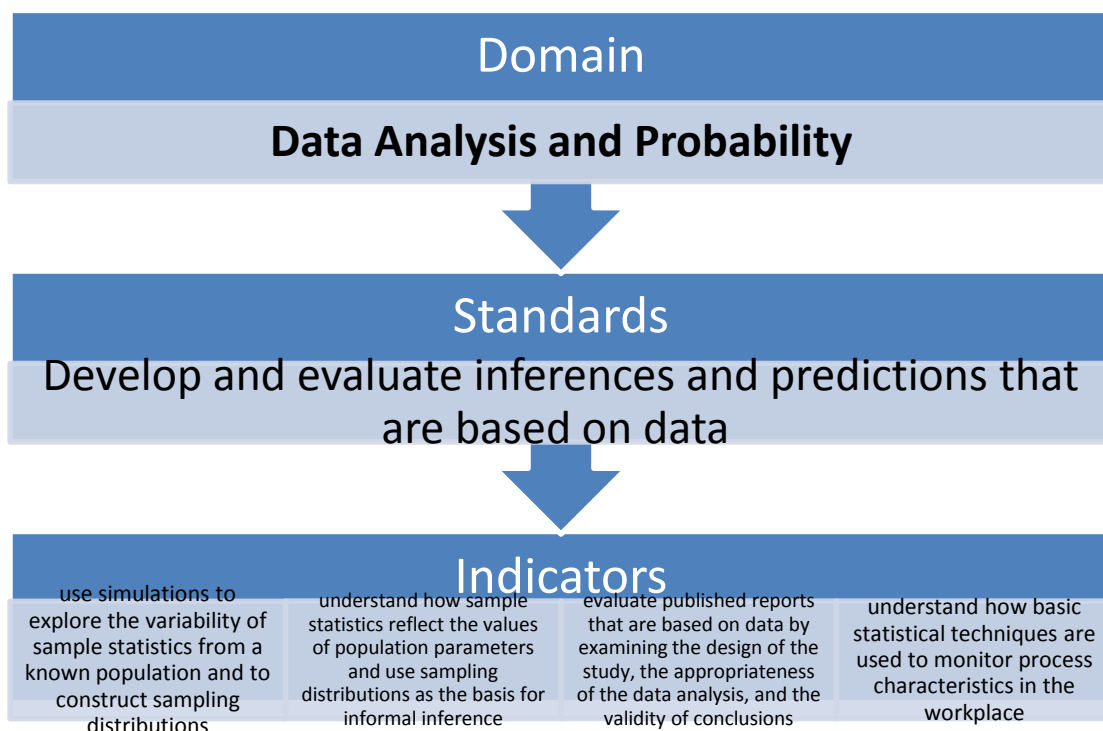 Domain
Data Analysis and Probability
Standards
Develop and evaluate inferences and predictions that
are based on data
Indicators
use simulations to
explore the variability of
sample statistics from a
known population and to
construct sampling
distributions
understand how sample
statistics reflect the values
of population parameters
and use sampling
distributions as the basis for
informal inference
evaluate published reports
that are based on data by
examining the design of the
study, the appropriateness
of the data analysis, and the
validity of conclusions
understand how basic
statistical techniques are
used to monitor process
characteristics in the
workplace